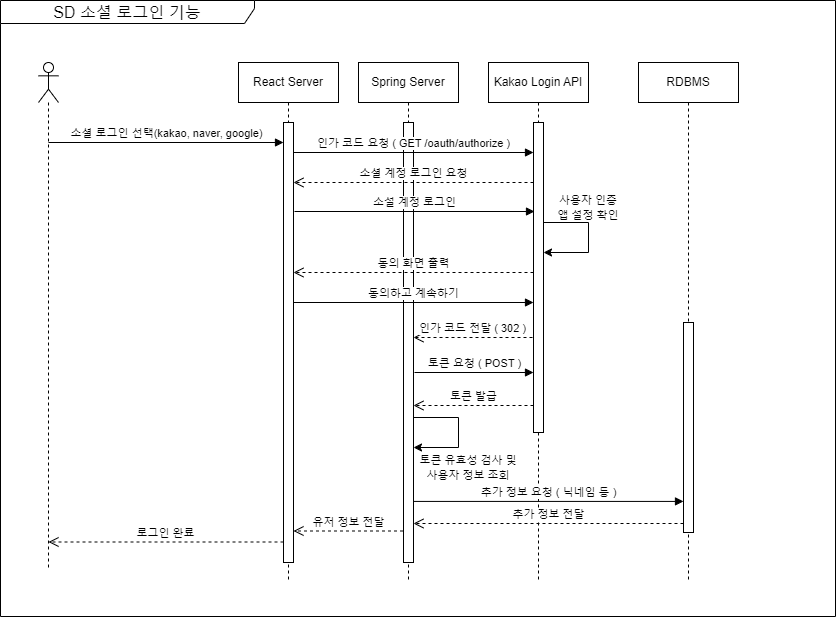 SD 소셜 로그인 기능
React Server
Spring Server
Kakao Login API
RDBMS
소셜 로그인 선택(kakao, naver, google)
인가 코드 요청 ( GET /oauth/authorize )
소셜 계정 로그인 요청
소셜 계정 로그인
사용자 인증
앱 설정 확인
동의 화면 출력
동의하고 계속하기
인가 코드 전달 ( 302 )
토큰 요청 ( POST )
토큰 발급
토큰 유효성 검사 및
사용자 정보 조회
추가 정보 요청 ( 닉네임 등 )
추가 정보 전달
유저 정보 전달
로그인 완료